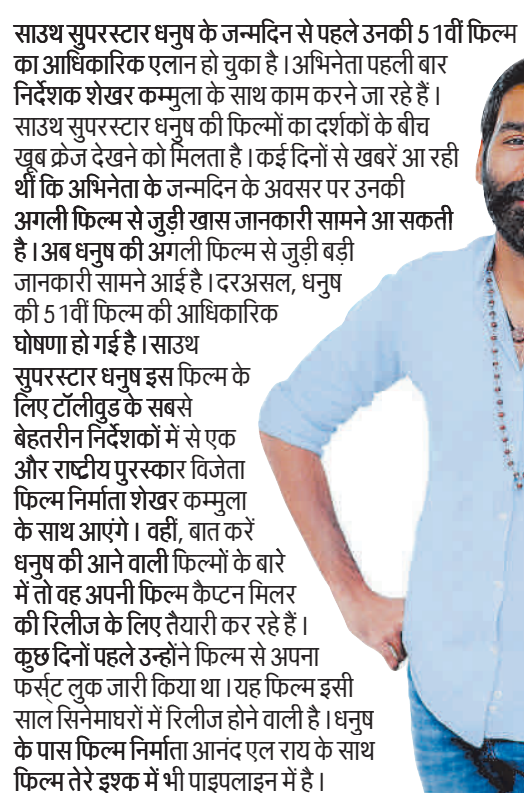 साउथ सुपरस्टार धनुष के जन्मदिन से पहले उनकी 51वीं फिल्म
का आधिकारिक एलान हो चुका है । अभिनेता पहली बार
निर्देशक शेखर कम्मुला के साथ काम करने जा रहे हैं ।
साउथ सुपरस्टार धनुष की फिल्मों का दर्शकों के बीच
खूब क्रेज देखने को मिलता है । कई दिनों से खबरें आ रही
थीं कि अभिनेता के जन्मदिन के अवसर पर उनकी
अगली फिल्म से जुड़ी खास जानकारी सामने आ सकती
है । अब धनुष की अगली फिल्म से जुड़ी बड़ी
जानकारी सामने आई है । दरअसल, धनुष
की 51वीं फिल्म की आधिकारिक
घोषणा हो गई है । साउथ
सुपरस्टार धनुष इस फिल्म के
लिए टॉलीवुड के सबसे
बेहतरीन निर्देशकों में से एक
और राष्ट्रीय पुरस्कार विजेता
फिल्म निर्माता शेखर कम्मुला
के साथ आएंगे । वहीं, बात करें
धनुष की आने वाली फिल्मों के बारे
में तो वह अपनी फिल्म कैप्टन मिलर
की रिलीज के लिए तैयारी कर रहे हैं ।
कुछ दिनों पहले उन्होंने फिल्म से अपना
फर्स्ट लुक जारी किया था । यह फिल्म इसी
साल सिनेमाघरों में रिलीज होने वाली है । धनुष
के पास फिल्म निर्माता आनंद एल राय के साथ
फिल्म तेरे इश्क में भी पाइपलाइन में है ।